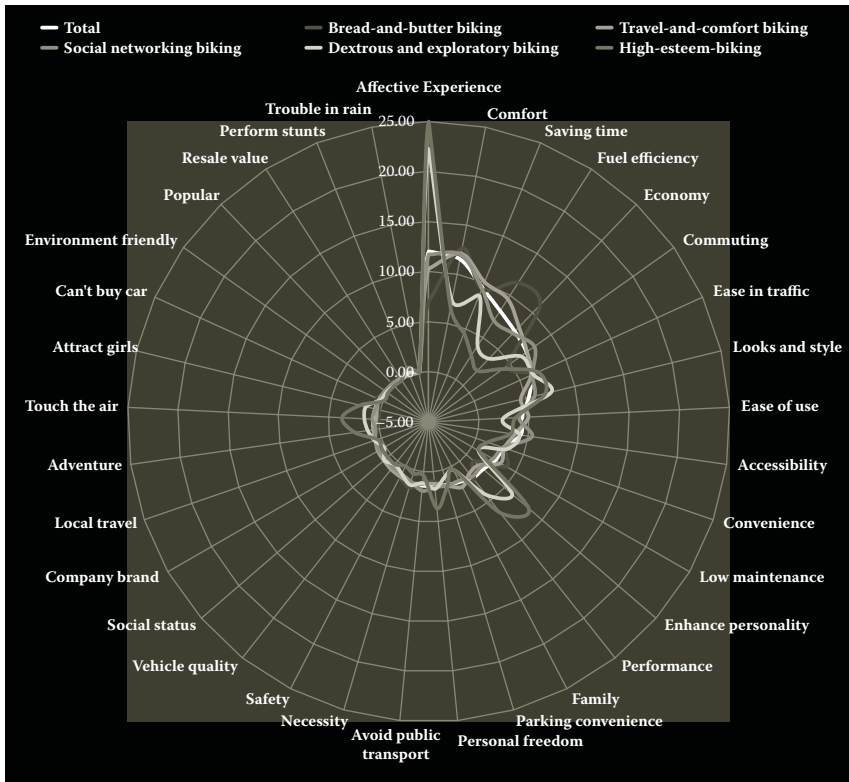 Total
Bread-and-butter biking
Travel-and-comfort biking
Social networking biking
Dextrous and exploratory biking
High-esteem-biking
Affective Experience
Trouble in rain
Comfort
Perform stunts
Saving time
Resale value
Fuel efficiency
Popular
Economy
Environment friendly
Commuting
Can't buy car
Ease in traffic
Attract girls
Looks and style
Touch the air
Ease of use
Adventure
Accessibility
Local travel
Convenience
Company brand
Low maintenance
Social status
Enhance personality
Vehicle quality
Performance
Safety
Family
Necessity
Parking convenience
Avoid public
transport
Personal freedom
25.00
20.00
15.00
10.00
5.00
0.00
–5.00